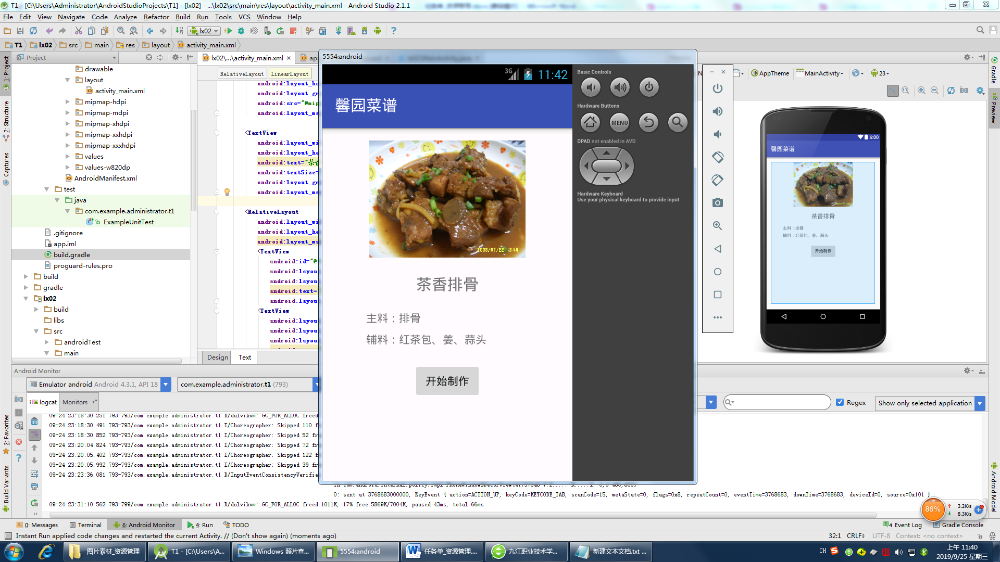 T1 - [C:\Users\Administrator\AndroidStudioProjects\T1] - [lx02] - ...\lx02\src\main\res\layout\activity_main.xml - Android Studio 2.1.1
File Edit View Navigate Code Analyze Refactor Build Run Tools VCS Window Help
lx02
T1 lx02 src main res layout activity_main.xml
1: Project
7: Structure
Captures
2: Favorites
Build Variants
Project
drawable
layout
activity_main.xml
mipmap-hdpi
mipmap-mdpi
mipmap-xhdpi
mipmap-xxhdpi
mipmap-xxxhdpi
values
values-w820dp
AndroidManifest.xml
test
java
com.example.administrator.t1
ExampleUnitTest
.gitignore
app.iml
build.gradle
proguard-rules.pro
build
gradle
lx02
build
libs
src
androidTest
main
lx02\...\activity_main.xml
app
RelativeLayout LinearLayout
android:layout_he
android:layout_gr
android:src="@mip
android:layout_ma
<TextView
android:layout_wi
android:layout_he
android:text="茶香
android:textSize=
android:layout_gr
android:layout_ma
<RelativeLayout
android:layout_wi
android:layout_he
android:layout_ma
<TextView
android:id="@
android:layou
android:layou
android:text="
android:layou
<TextView
android:layou
android:layou
android:layou
Design Text
5554:android
3G 11:42
馨园菜谱
2008/07/22 18:44
茶香排骨
主料：排骨
辅料：红茶包、姜、蒜头
开始制作
Basic Controls
Hardware Buttons
MENU
DPAD not enabled in AVD
Hardware Keyboard
Use your physical keyboard to provide input
AppTheme MainActivity 23
6:00
馨园菜谱
茶香排骨
主料：排骨
辅料：红茶包、姜、蒜头
开始制作
Gradle
Preview
Android Model
Android Monitor
Emulator android Android 4.3.1, API 18
com.example.administrator.t1 (793)
logcat Monitors
Regex
Show only selected application
09-24 23:18:30.251 793-793/com.example.administrator.t1 D/dalvikvm: GC_FOR_ALLOC freed
09-24 23:18:30.491 793-793/com.example.administrator.t1 I/Choreographer: Skipped 110 f
09-24 23:18:30.852 793-793/com.example.administrator.t1 I/Choreographer: Skipped 52 fr
09-24 23:20:04.824 793-793/com.example.administrator.t1 I/Choreographer: Skipped 72 fr
09-24 23:20:05.402 793-793/com.example.administrator.t1 I/Choreographer: Skipped 122 f
09-24 23:20:05.992 793-793/com.example.administrator.t1 I/Choreographer: Skipped 39 fr
09-24 23:23:36.081 793-793/com.example.administrator.t1 D/InputEventConsistencyVerifie
0: sent at 3768683000000, KeyEvent { action=ACTION_UP, keyCode=KEYCODE_TAB, scanCode=15, metaState=0, flags=0x8, repeatCount=0, eventTime=3768683, downTime=3768683, deviceId=0, source=0x101 }
09-24 23:31:10.562 793-799/com.example.administrator.t1 D/dalvikvm: GC_FOR_ALLOC freed 1011K, 17% free 5869K/7004K, paused 43ms, total 66ms
86%
3.2K/s
8.3K/s
0: Messages Terminal 6: Android Monitor 4: Run TODO
4 Event Log Gradle Console
Instant Run applied code changes and restarted the current Activity. // (Don't show again) (moments ago)
32:1 CRLF UTF-8 Context: <no context>
图片素材_资源管理
T1 - [C:\Users\A...
Windows 照片查...
5554:android
任务单_资源管理....
九江职业技术学...
新建文本文档.txt ...
CH
上午 11:40
2019/9/25 星期三